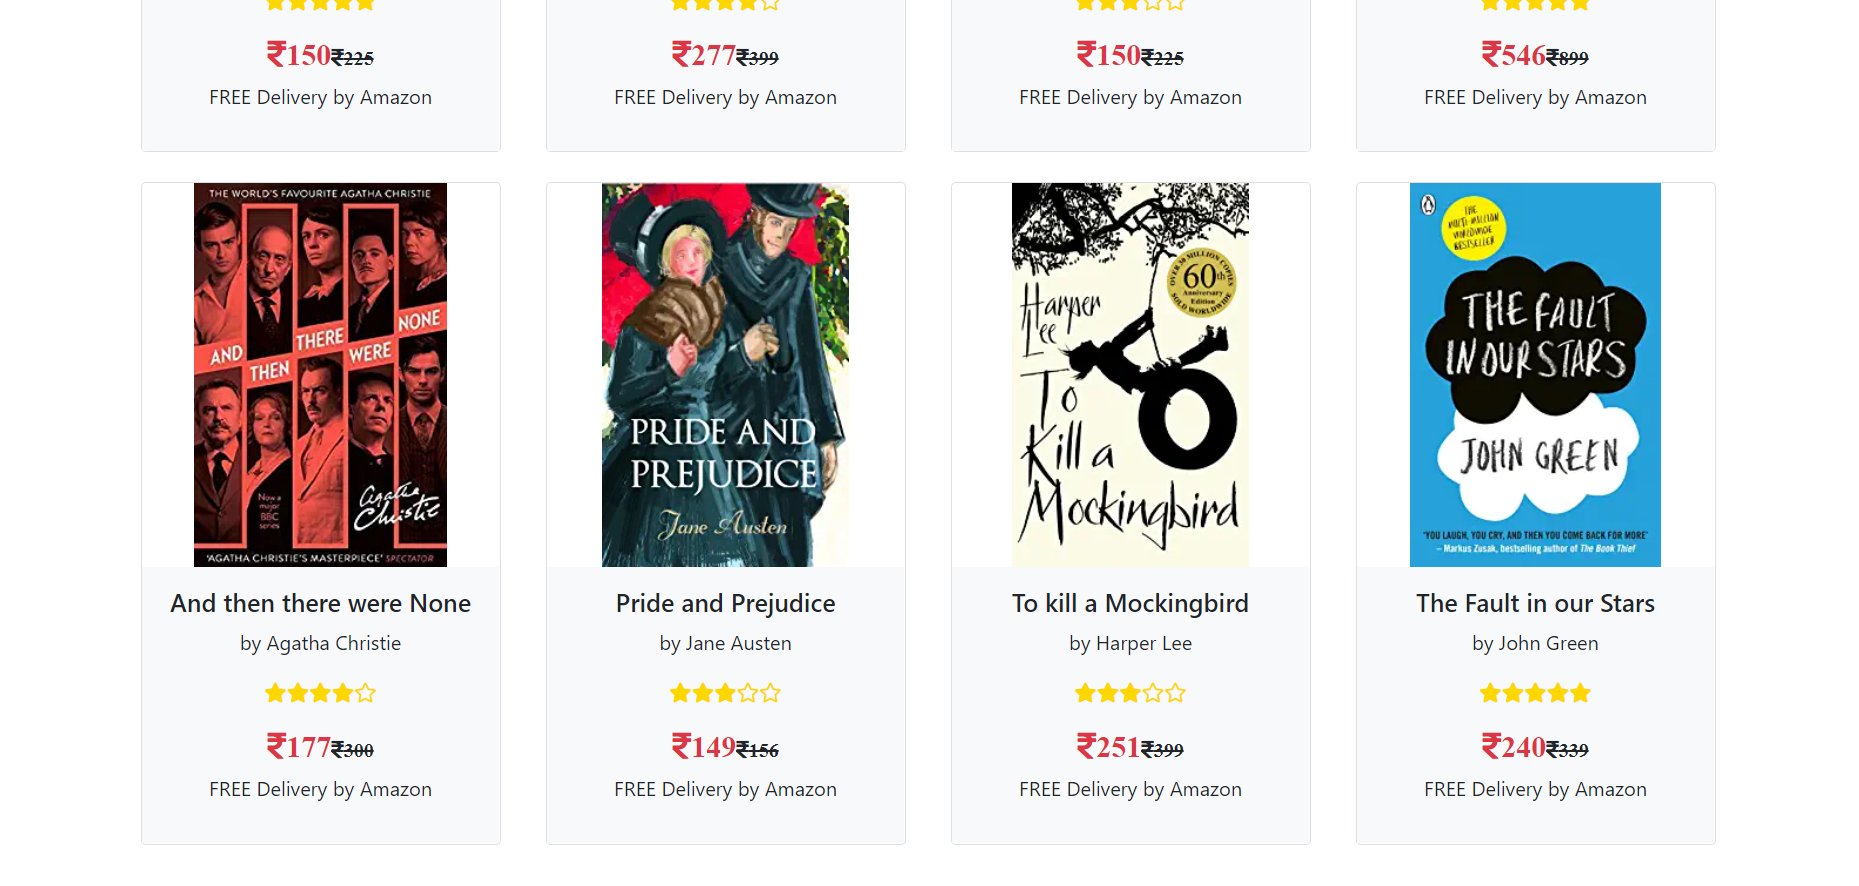 ₹150₹225
FREE Delivery by Amazon
₹277₹399
FREE Delivery by Amazon
₹150₹225
FREE Delivery by Amazon
₹546₹899
FREE Delivery by Amazon
THE WORLD'S FAVOURITE AGATHA CHRISTIE
AND THEN THERE WERE NONE
Now a
major
BBC
series
Agatha
Christie
'AGATHA CHRISTIE'S MASTERPIECE' SPECTATOR
And then there were None
by Agatha Christie
₹177₹300
FREE Delivery by Amazon
PRIDE AND
PREJUDICE
Jane Austen
Pride and Prejudice
by Jane Austen
₹149₹156
FREE Delivery by Amazon
Harper
Lee
OVER 30 MILLION COPIES
60th
Anniversary
Edition
SOLD WORLDWIDE
To
Kill a
Mockingbird
To kill a Mockingbird
by Harper Lee
₹251₹399
FREE Delivery by Amazon
THE
MULTI-MILLION
WORLDWIDE
BESTSELLER
THE FAULT
IN OUR STARS
JOHN GREEN
'YOU LAUGH, YOU CRY, AND THEN YOU COME BACK FOR MORE'
– Markus Zusak, bestselling author of The Book Thief
The Fault in our Stars
by John Green
₹240₹339
FREE Delivery by Amazon